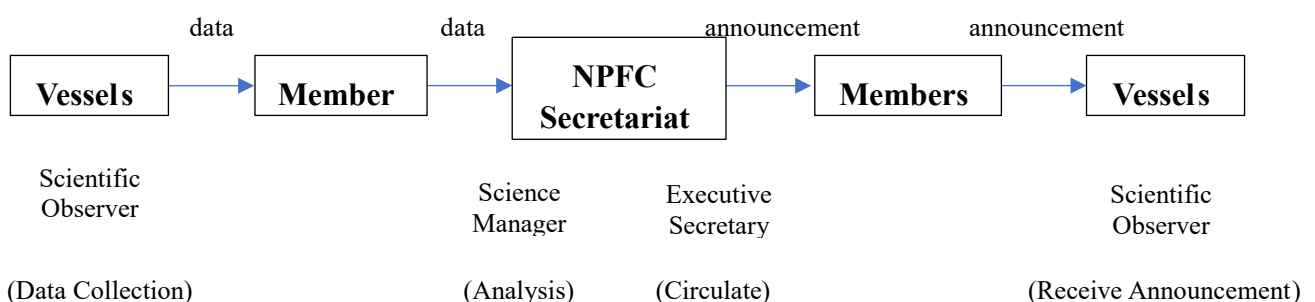 data data announcement announcement
Vessels Member NPFC Members Vessels
Secretariat
Scientific Science Executive Scientific
Observer Manager Secretary Observer
(Data Collection) (Analysis) (Circulate) (Receive Announcement)